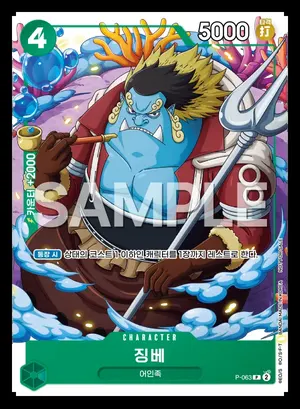 4
5000
타
카운터 +2000
SAMPLE
등장 시 상대의 코스트 1 이하인 캐릭터를 1장까지 레스트로 한다.
CHARACTER
징베
어인족
P-063 P 2